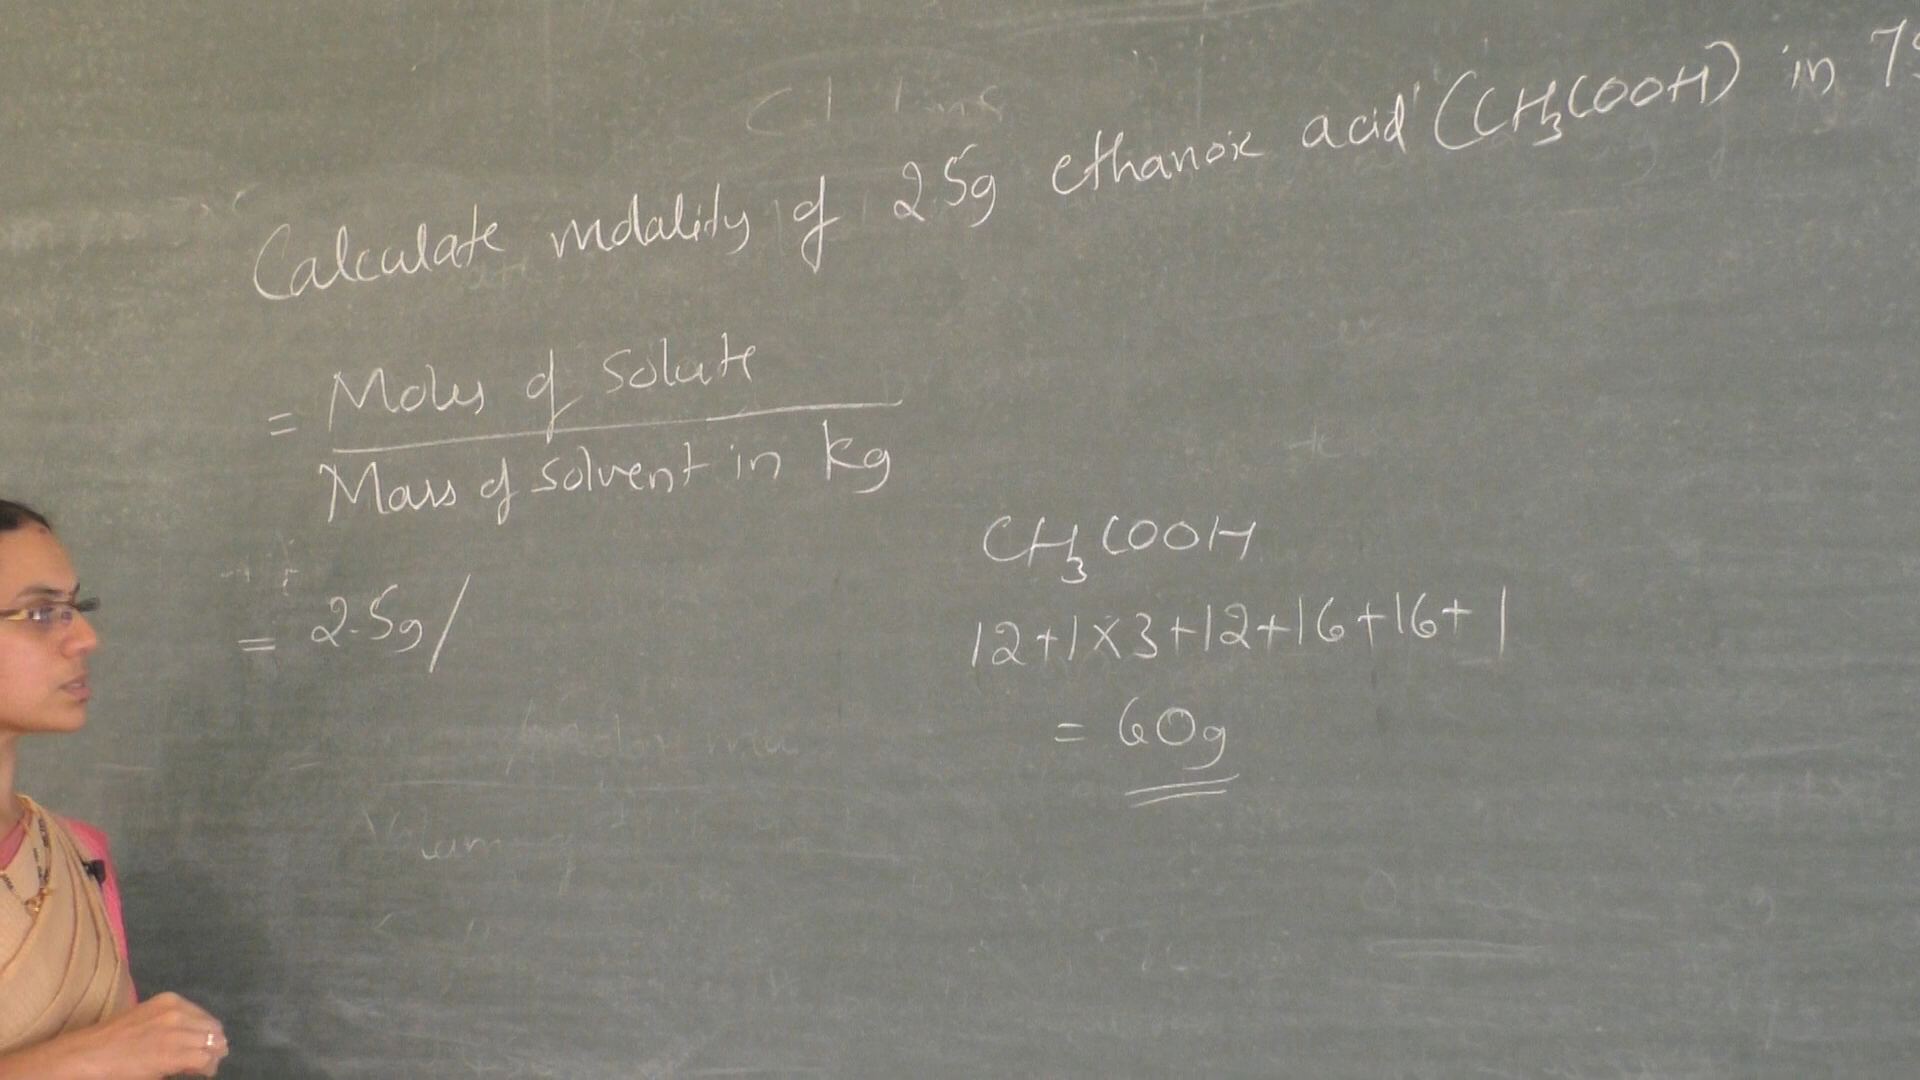 Calculate molality of 2.5g ethanoic acid (CH3COOH) in 7
= Moles of solute
Mass of solvent in kg
= 2.5g/
CH3COOH
12+1×3+12+16+16+1
= 60g